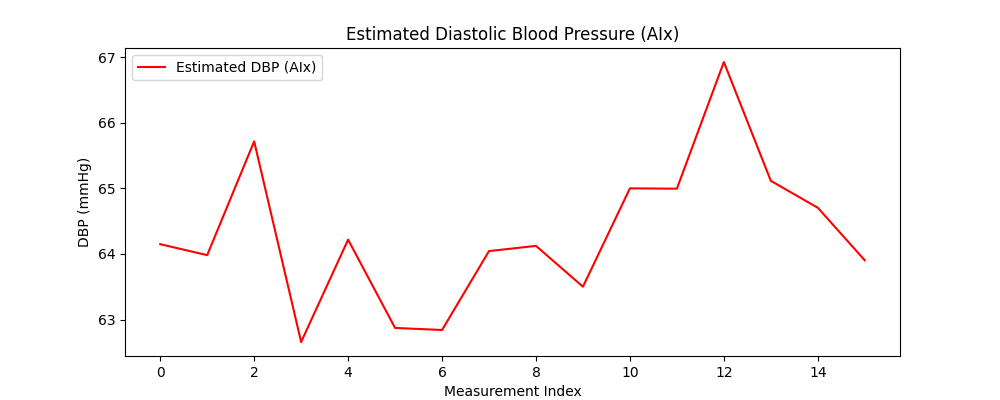 Estimated Diastolic Blood Pressure (AIx)
Estimated DBP (AIx)
DBP (mmHg)
67
66
65
64
63
0 2 4 6 8 10 12 14
Measurement Index